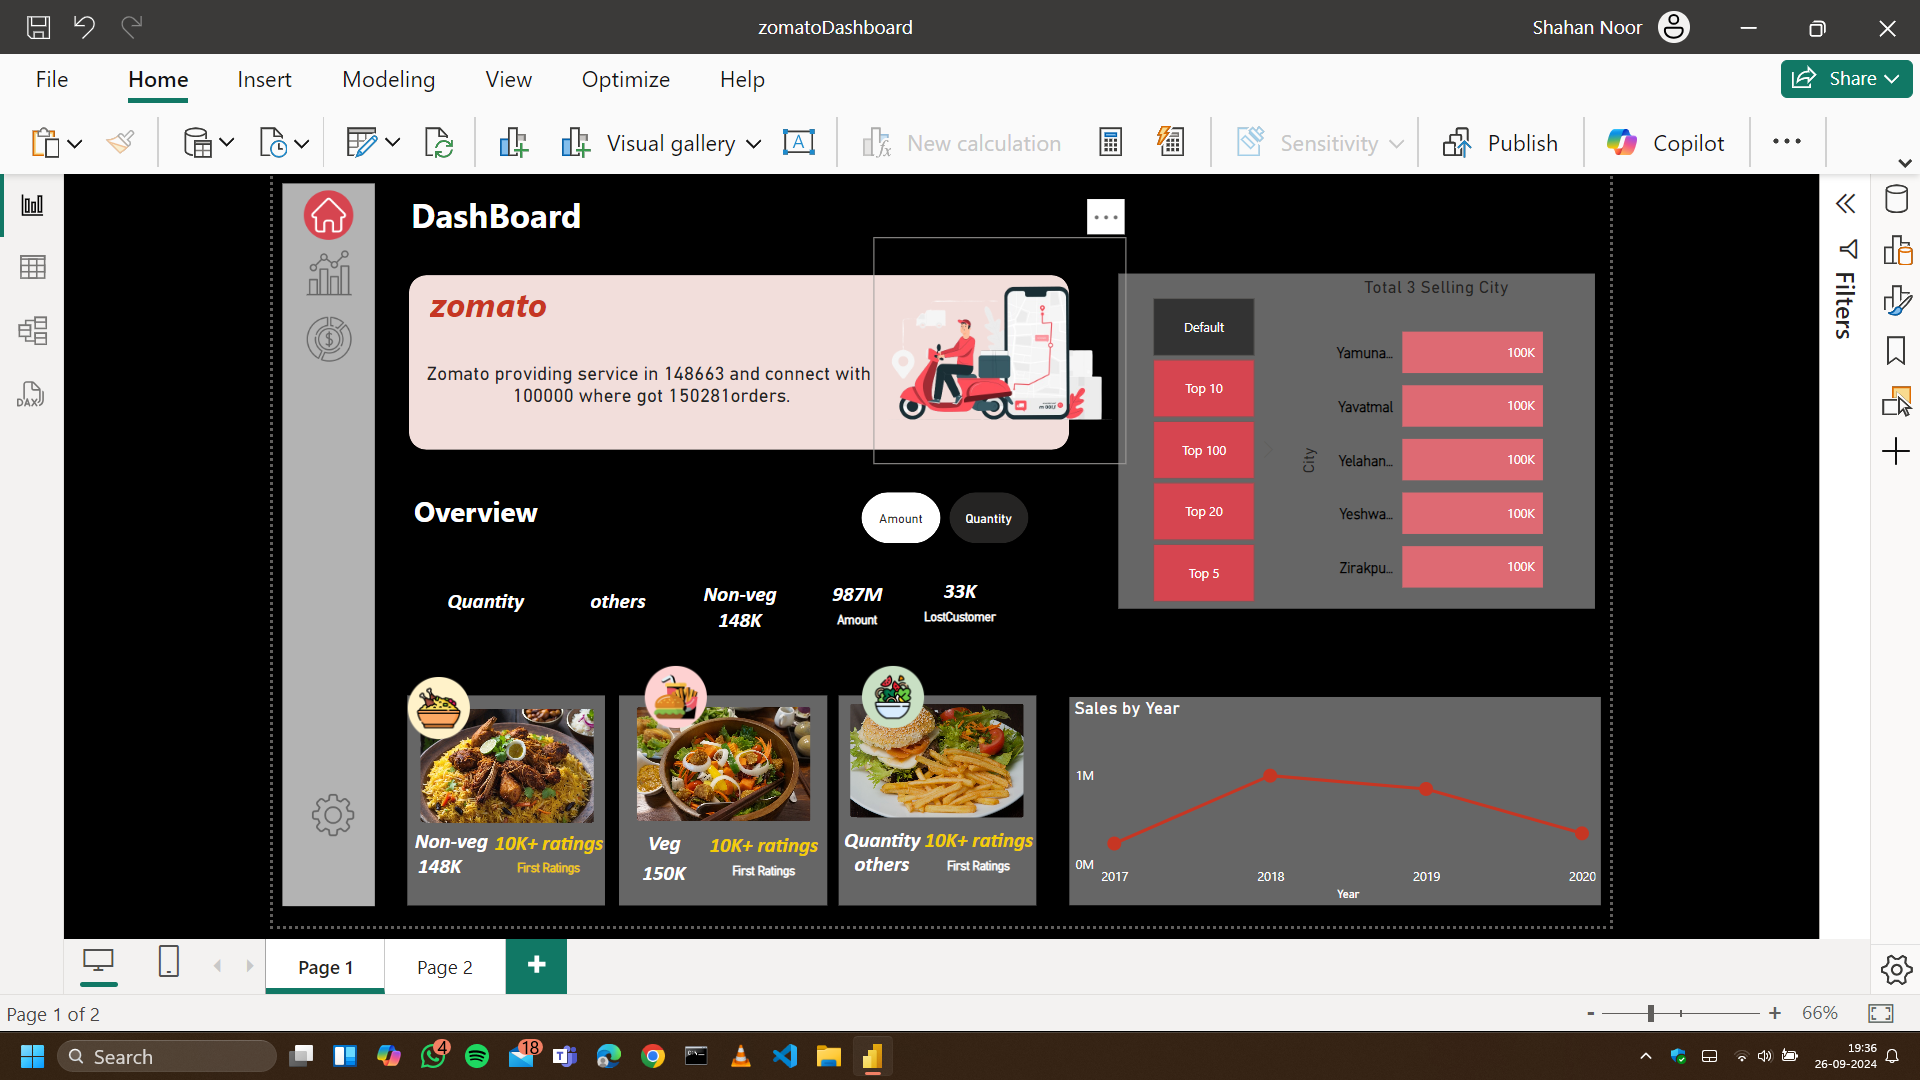 zomatoDashboard
Shahan Noor
File Home Insert Modeling View Optimize Help
Share
Visual gallery
New calculation
Sensitivity
Publish
Copilot
DashBoard
zomato
Zomato providing service in 148663 and connect with
100000 where got 150281orders.
Total 3 Selling City
Default
Top 10
Top 100
Top 20
Top 5
City
Yamuna... 100K
Yavatmal 100K
Yelahan... 100K
Yeshwa... 100K
Zirakpu... 100K
Filters
DAX
Overview
Amount
Quantity
Quantity
others
Non-veg
148K
987M
Amount
33K
LostCustomer
Non-veg
148K
10K+ ratings
First Ratings
Veg
150K
10K+ ratings
First Ratings
Quantity
others
10K+ ratings
First Ratings
Sales by Year
1M
0M
2017 2018 2019 2020
Year
Page 1
Page 2
+
Page 1 of 2
- + 66%
Search
4
18
19:36
26-09-2024